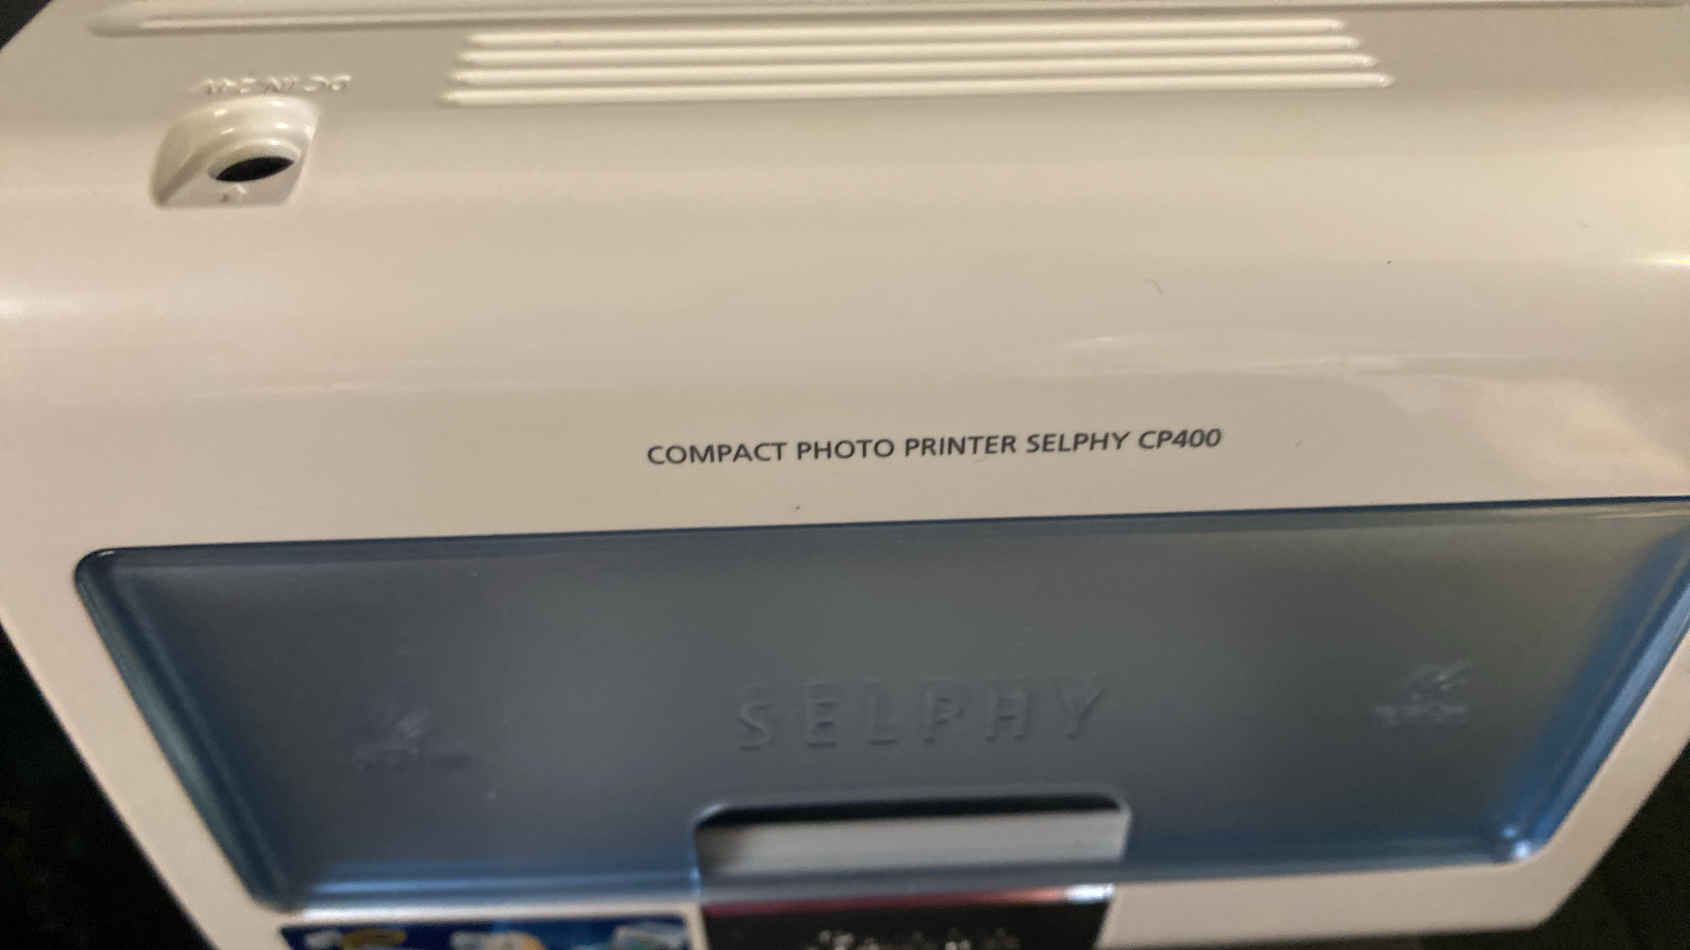 COMPACT PHOTO PRINTER SELPHY CP400
SELPHY